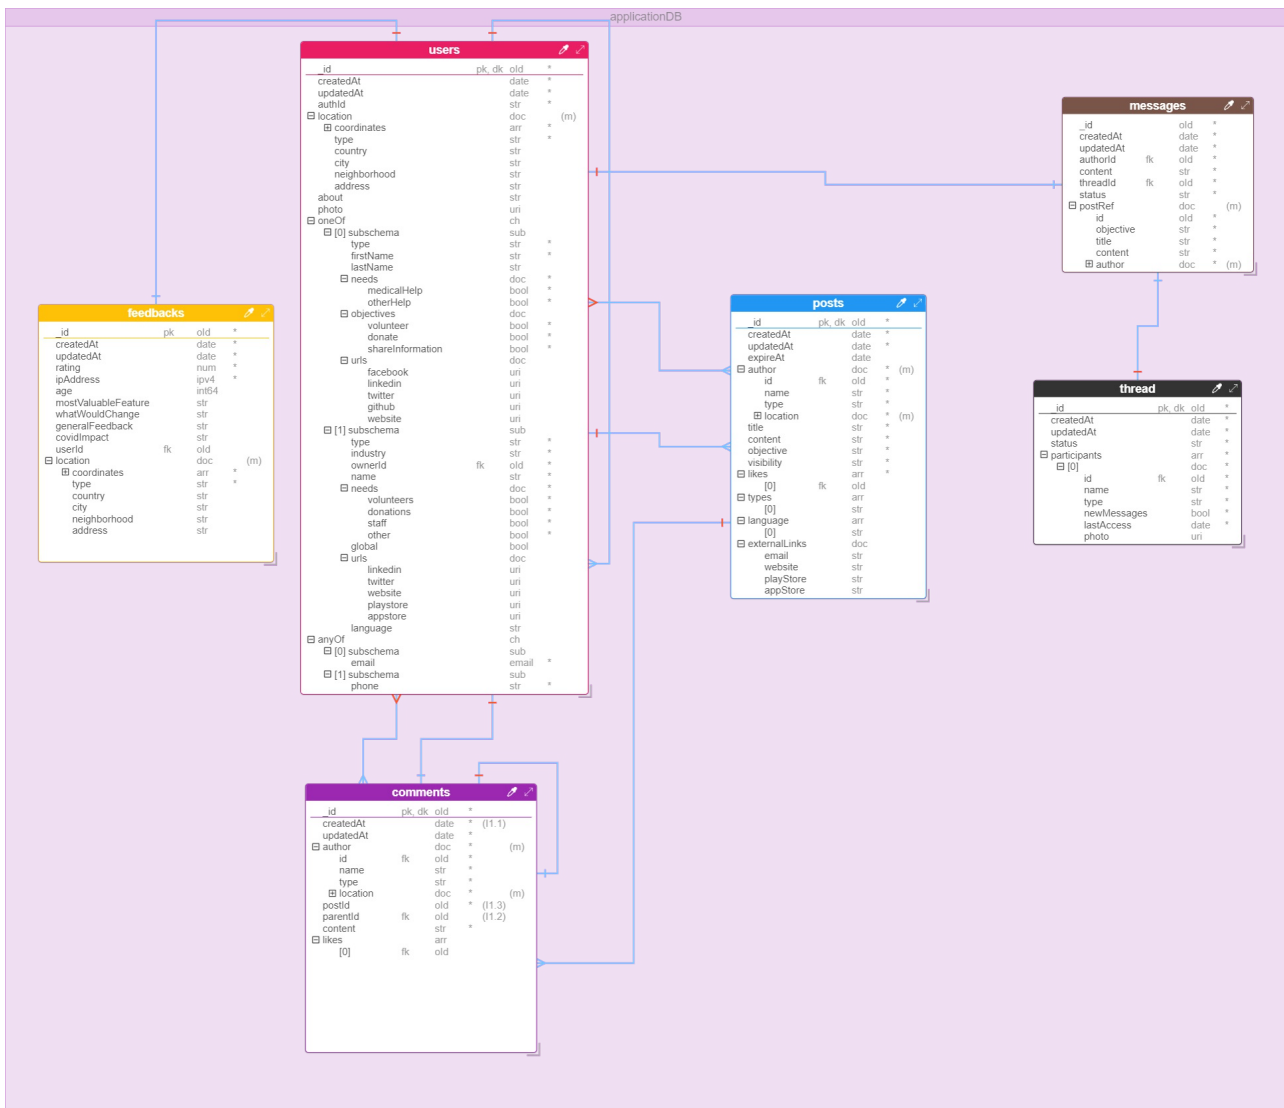 applicationDB
users
_id pk, dk oId *
createdAt date *
updatedAt date *
authId str *
location doc (m)
coordinates arr *
type str *
country str
city str
neighborhood str
address str
about str
photo uri
oneOf ch
[0] subschema sub
type str *
firstName str *
lastName str
needs doc *
medicalHelp bool *
otherHelp bool *
objectives doc
volunteer bool *
donate bool *
shareInformation bool *
urls doc
facebook uri
linkedin uri
twitter uri
github uri
website uri
[1] subschema sub
type str *
industry str *
ownerId fk oId *
name str *
needs doc *
volunteers bool *
donations bool *
staff bool *
other bool *
global bool
urls doc
linkedin uri
twitter uri
website uri
playstore uri
appstore uri
language str
anyOf ch
[0] subschema sub
email email *
[1] subschema sub
phone str *
messages
_id oId *
createdAt date *
updatedAt date *
authorId fk oId *
content str *
threadId fk oId *
status str *
postRef doc (m)
id oId *
objective str *
title str *
content str *
author doc * (m)
feedbacks
_id pk oId *
createdAt date *
updatedAt date *
rating num *
ipAddress ipv4 *
age int64
mostValuableFeature str
whatWouldChange str
generalFeedback str
covidImpact str
userId fk oId
location doc (m)
coordinates arr *
type str *
country str
city str
neighborhood str
address str
posts
_id pk, dk oId *
createdAt date *
updatedAt date *
expireAt date
author doc * (m)
id fk oId *
name str *
type str *
location doc * (m)
title str *
content str *
objective str *
visibility str *
likes arr *
[0] fk oId
types arr
[0] str
language arr
[0] str
externalLinks doc
email str
website str
playStore str
appStore str
thread
_id pk, dk oId *
createdAt date *
updatedAt date *
status str *
participants arr *
[0] doc *
id fk oId *
name str *
type str *
newMessages bool *
lastAccess date *
photo uri
comments
_id pk, dk oId *
createdAt date * (I1.1)
updatedAt date *
author doc * (m)
id fk oId *
name str *
type str *
location doc * (m)
postId oId * (I1.3)
parentId fk oId (I1.2)
content str *
likes arr
[0] fk oId